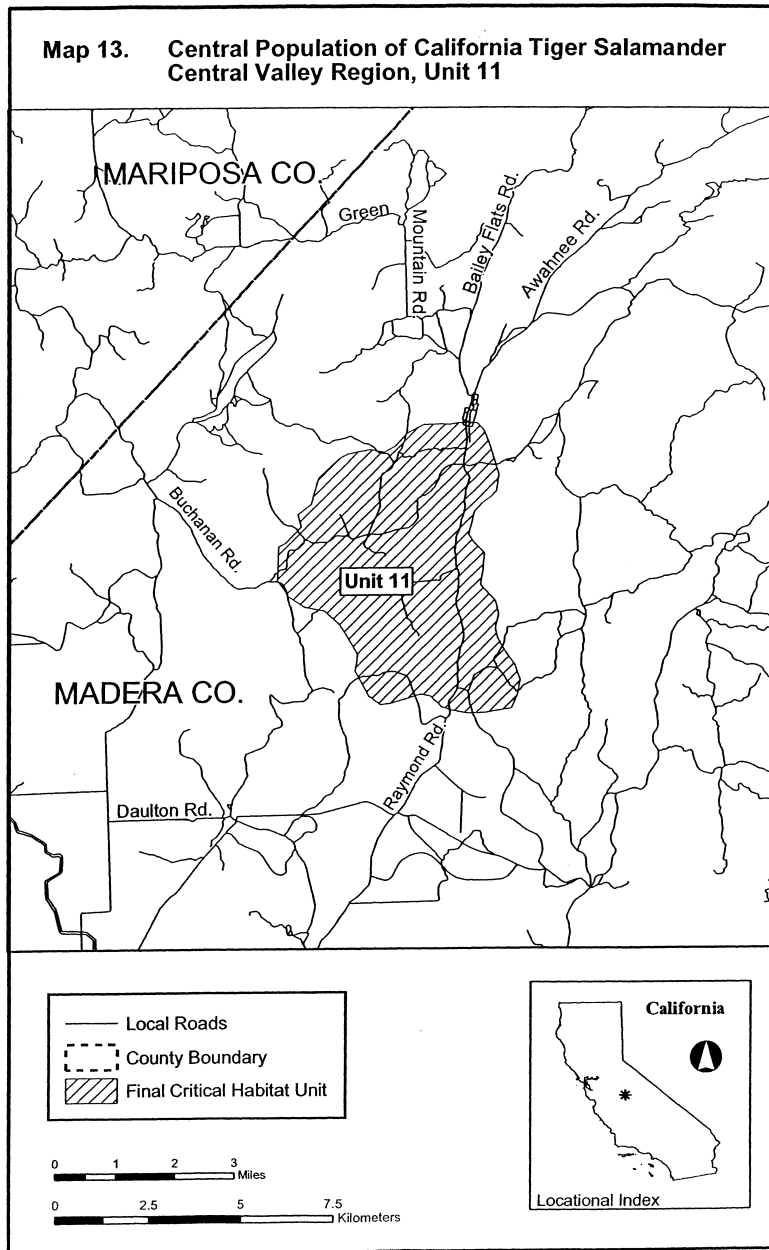 Map 13. Central Population of California Tiger Salamander
Central Valley Region, Unit 11
MARIPOSA CO.
Green
Mountain Rd.
Bailey Flats Rd.
Awahnee Rd.
Buchanan Rd.
Unit 11
MADERA CO.
Raymond Rd.
Daulton Rd.
Local Roads
County Boundary
Final Critical Habitat Unit
0 1 2 3
Miles
0 2.5 5 7.5
Kilometers
California
Locational Index